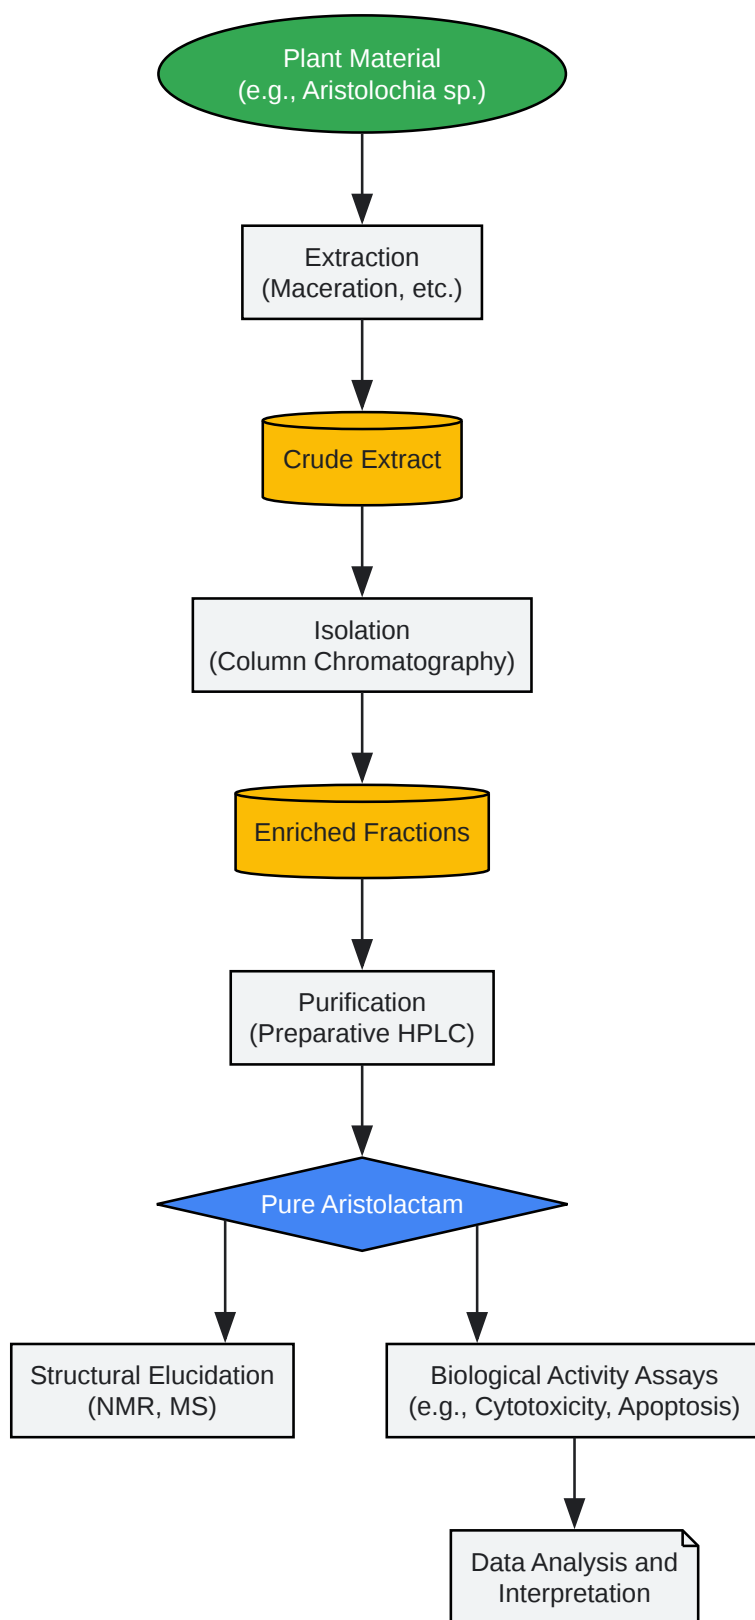 Plant Material
(e.g., Aristolochia sp.)
Extraction
(Maceration, etc.)
Crude Extract
Isolation
(Column Chromatography)
Enriched Fractions
Purification
(Preparative HPLC)
Pure Aristolactam
Structural Elucidation
(NMR, MS)
Biological Activity Assays
(e.g., Cytotoxicity, Apoptosis)
Data Analysis and
Interpretation